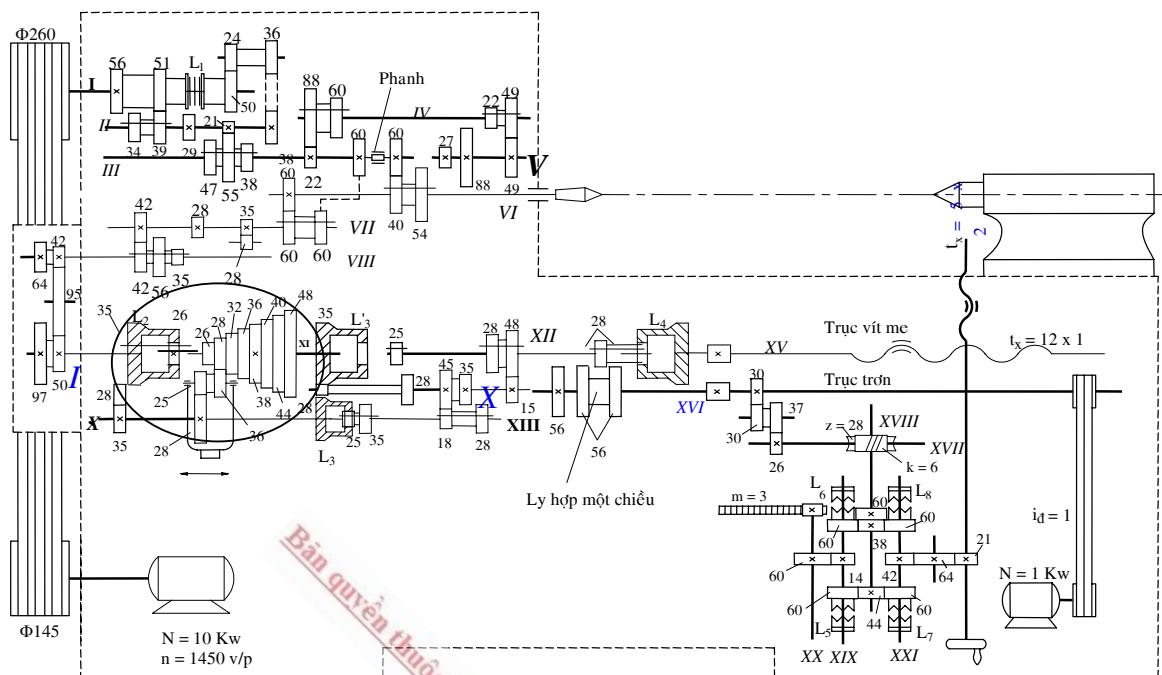 Φ260
24 36
56 51 L1
I
50
88 60
Phanh
22 49
IV
II 21
34 39 29
60 60
27
III
47 55 38
38
60 22
88 49
V
VI
40 54
42 28 35
VII
60 60
VIII
42 56 35 28
42
64
95
97 50 I
35 L2 26
26 28 32 36 40 48
XI
35 L'3
25
28 48
XII
28 L4
XV
Trục vít me
tx = 12 x 1
tx = 5 x 2
Trục trơn
25
38 44
36
28
28
X
35
28
28
L3
25 35
28
45 35
X
18 28
XIII
15
56 56
XVI
Ly hợp một chiều
30 37
30 26
z = 28
XVIII
XVII
k = 6
m = 3
L6 L8
60
60 60
38
60 14 42 64 21
60 44 60
L5 L7
XX XIX XXI
iđ = 1
N = 1 Kw
Φ145
N = 10 Kw
n = 1450 v/p
Bản quyền thuộc